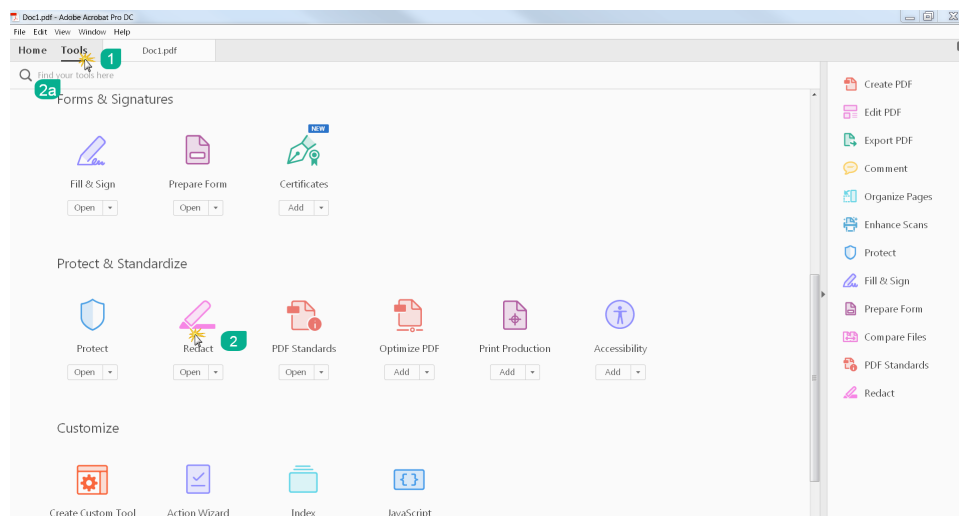 Doc1.pdf - Adobe Acrobat Pro DC
File Edit View Window Help
Home Tools 1 Doc1.pdf
Find your tools here
2a
Forms & Signatures
NEW
Fill & Sign Prepare Form Certificates
Open Open Add
Protect & Standardize
2
Protect Redact PDF Standards Optimize PDF Print Production Accessibility
Open Open Open Add Add Add
Customize
Create Custom Tool Action Wizard Index JavaScript
Create PDF
Edit PDF
Export PDF
Comment
Organize Pages
Enhance Scans
Protect
Fill & Sign
Prepare Form
Compare Files
PDF Standards
Redact